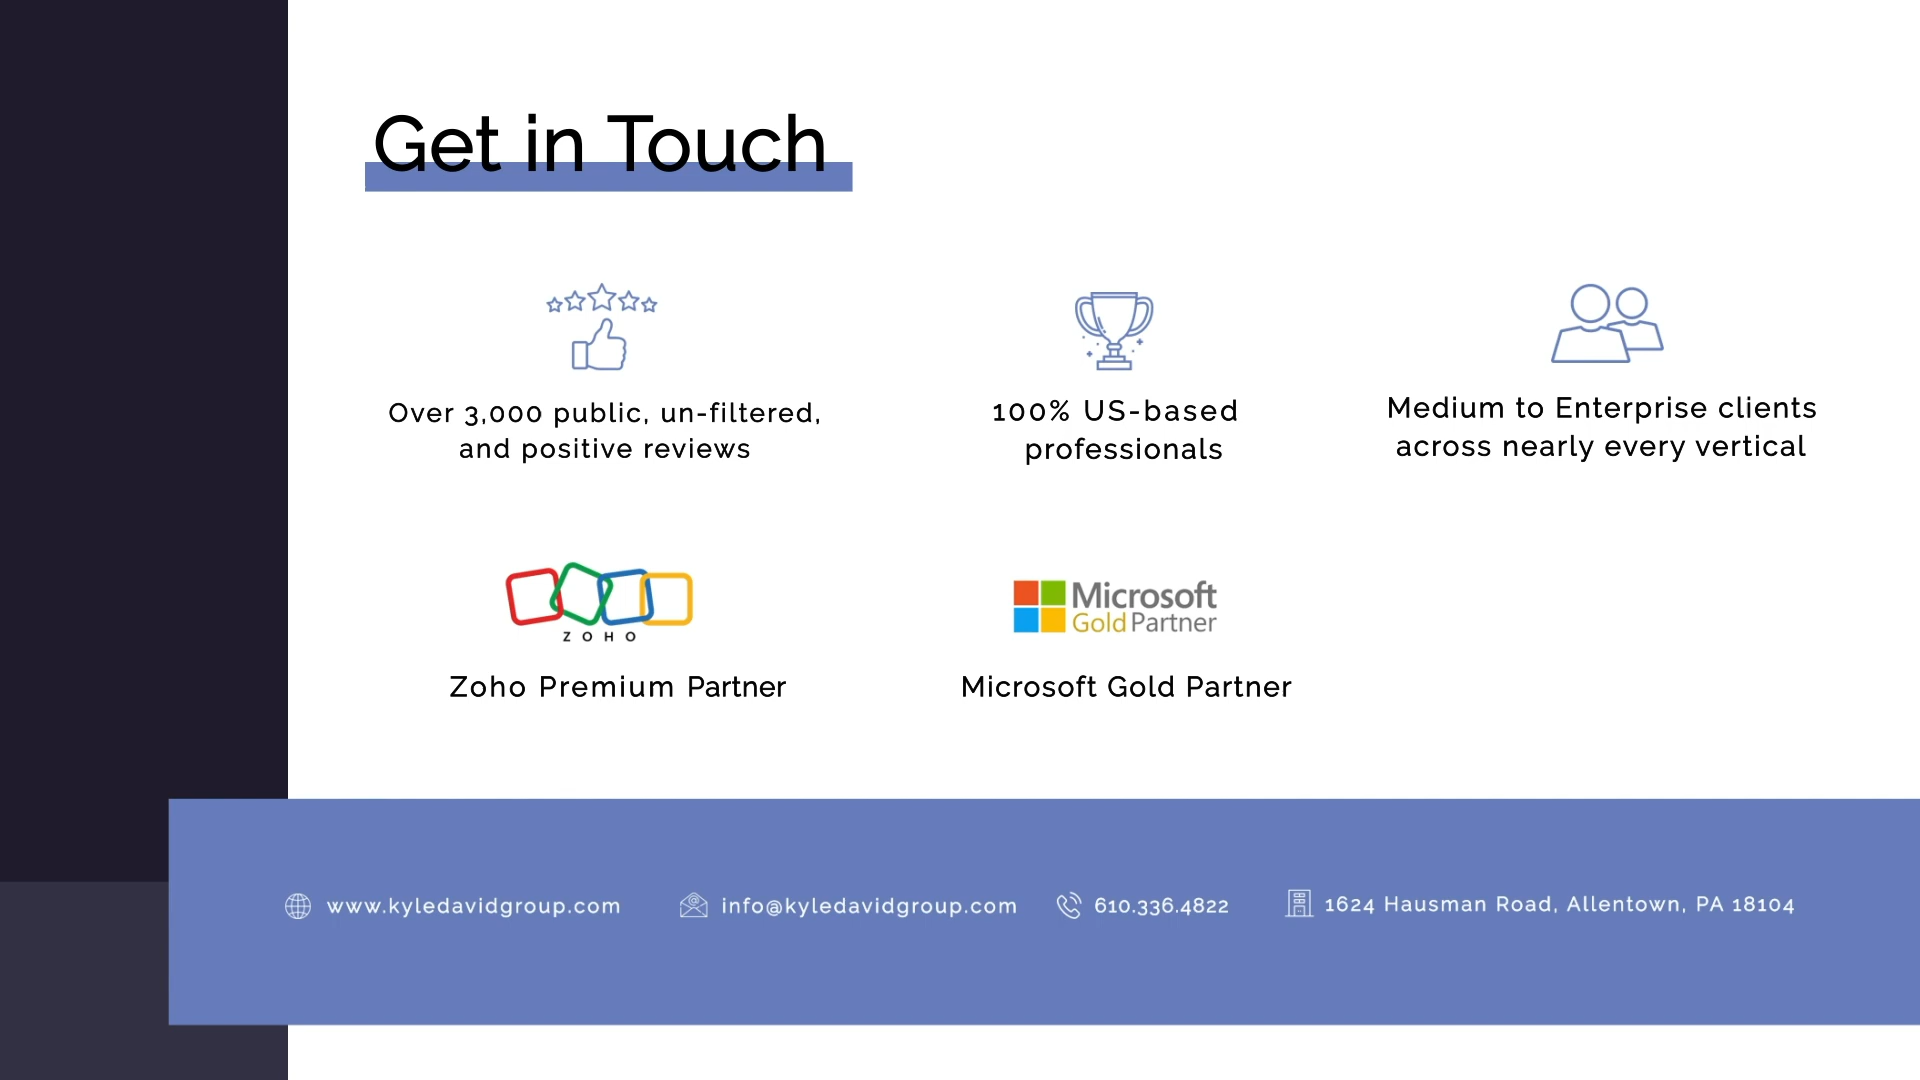 Get in Touch
Over 3,000 public, un-filtered,
and positive reviews
100% US-based
professionals
Medium to Enterprise clients
across nearly every vertical
ZOHO
Zoho Premium Partner
Microsoft
Gold Partner
Microsoft Gold Partner
www.kyledavidgroup.com
info@kyledavidgroup.com
610.336.4822
1624 Hausman Road, Allentown, PA 18104